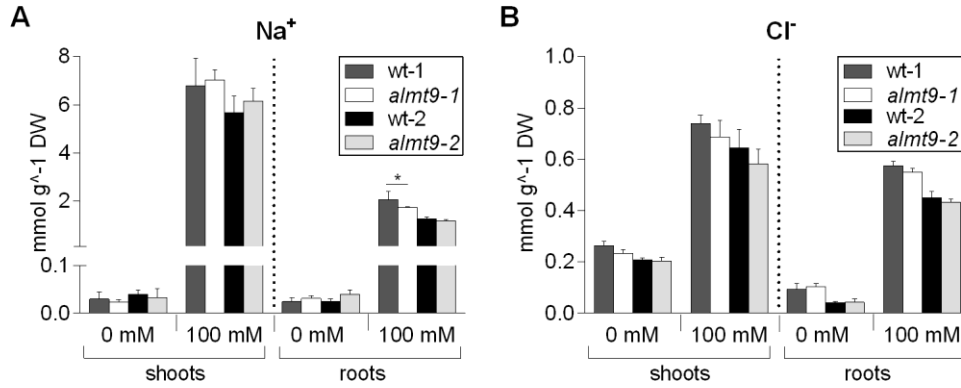 A
Na+
mmol g^-1 DW
8
6
4
2
0.1
0.0
wt-1
almt9-1
wt-2
almt9-2
*
0 mM 100 mM 0 mM 100 mM
shoots roots
B
Cl-
mmol g^-1 DW
1.0
0.8
0.6
0.4
0.2
0.0
wt-1
almt9-1
wt-2
almt9-2
0 mM 100 mM 0 mM 100 mM
shoots roots